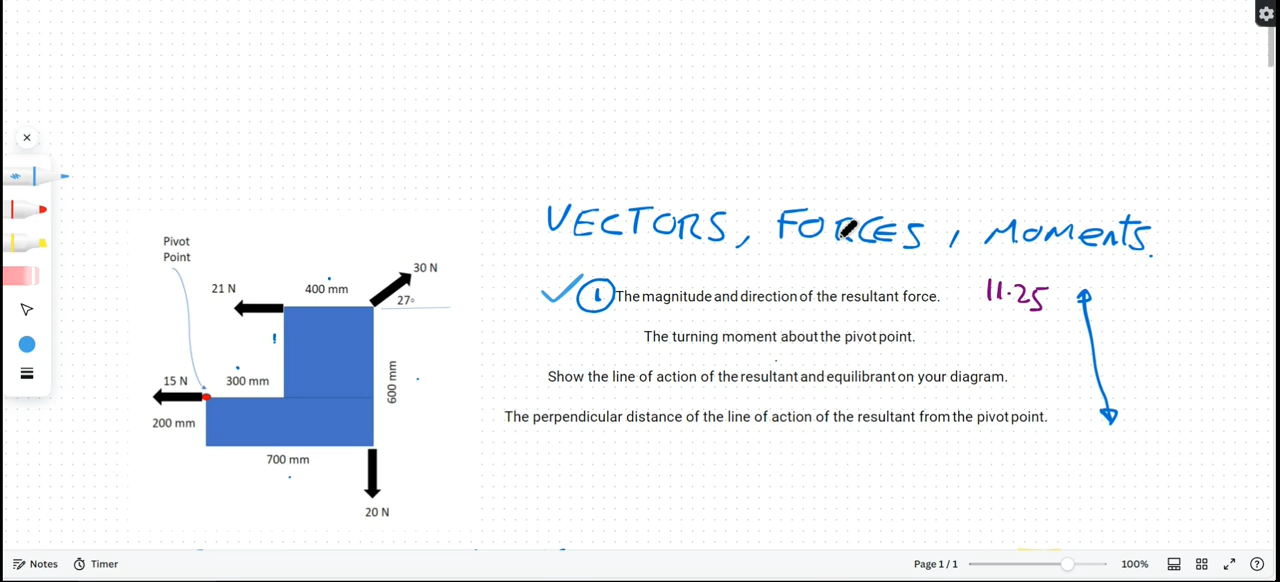 VECTORS, FORCES, MOMENTS.
Pivot
Point
30 N
21 N
400 mm
27°
1 The magnitude and direction of the resultant force.
11.25
The turning moment about the pivot point.
15 N
300 mm
600 mm
Show the line of action of the resultant and equilibrant on your diagram.
200 mm
The perpendicular distance of the line of action of the resultant from the pivot point.
700 mm
20 N
Notes
Timer
Page 1 / 1
100%